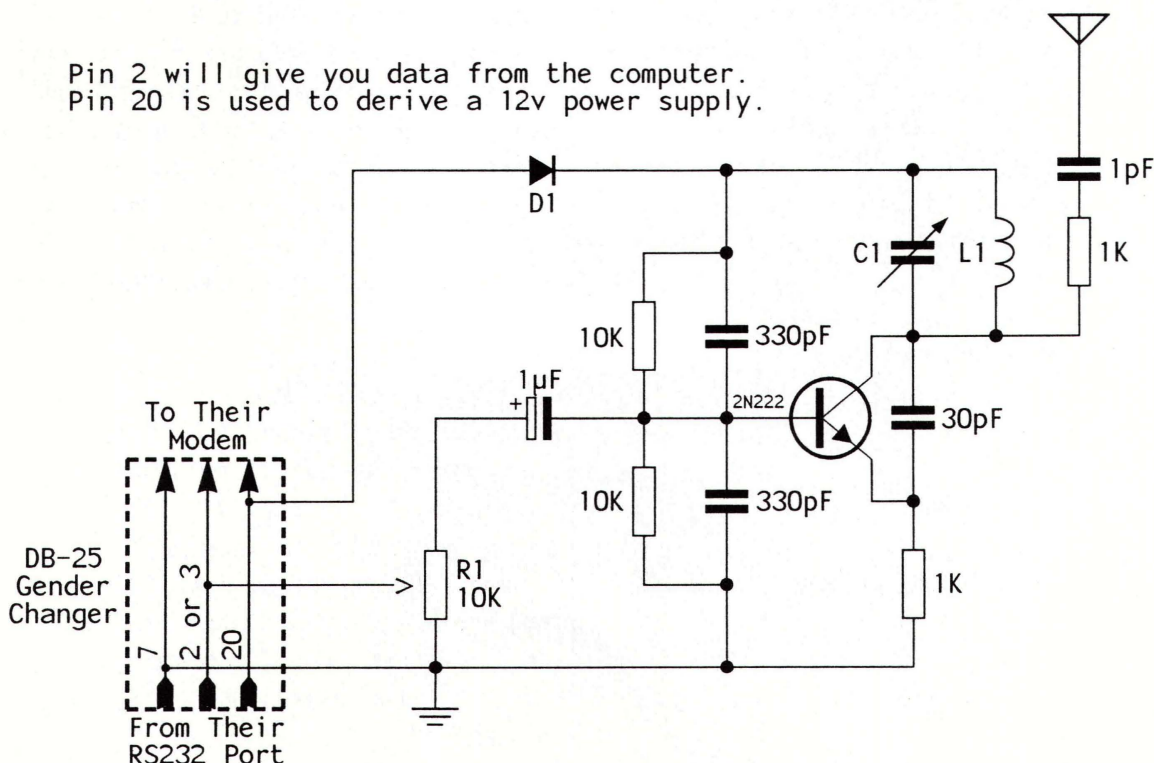 Pin 2 will give you data from the computer.
Pin 20 is used to derive a 12v power supply.
D1
1pF
C1
L1
1K
10K
330pF
1µF
+
2N222
30pF
To Their
Modem
10K
330pF
DB-25
Gender
Changer
7
2 or 3
20
R1
10K
1K
From Their
RS232 Port